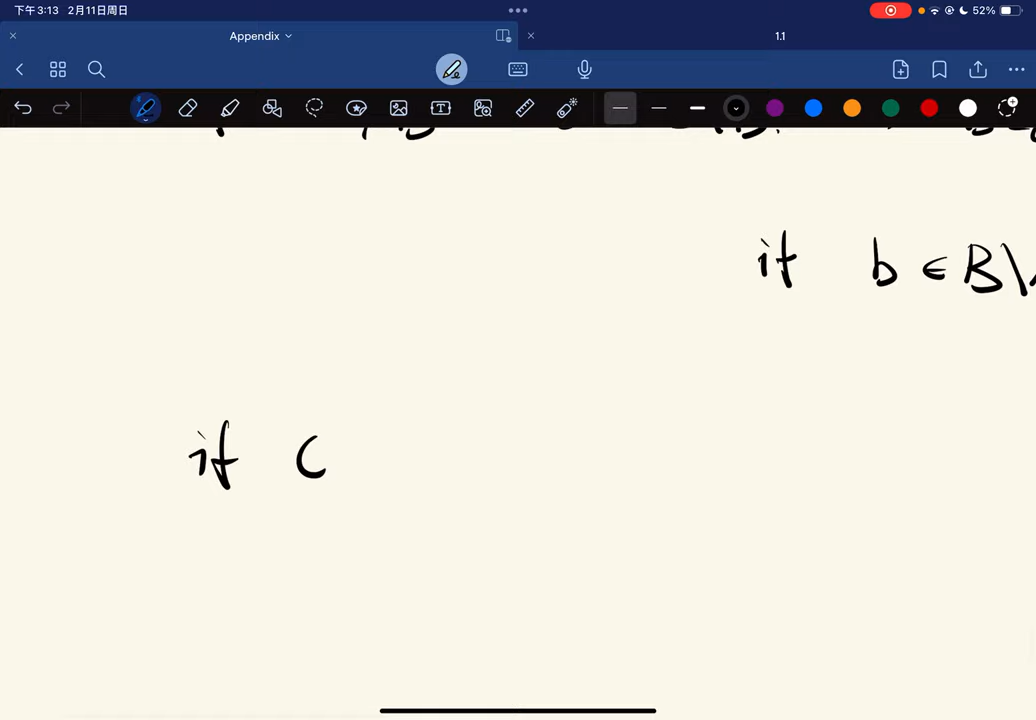 下午3:13 2月11日周日
52%
Appendix
1.1
if b ∈ B\
if C